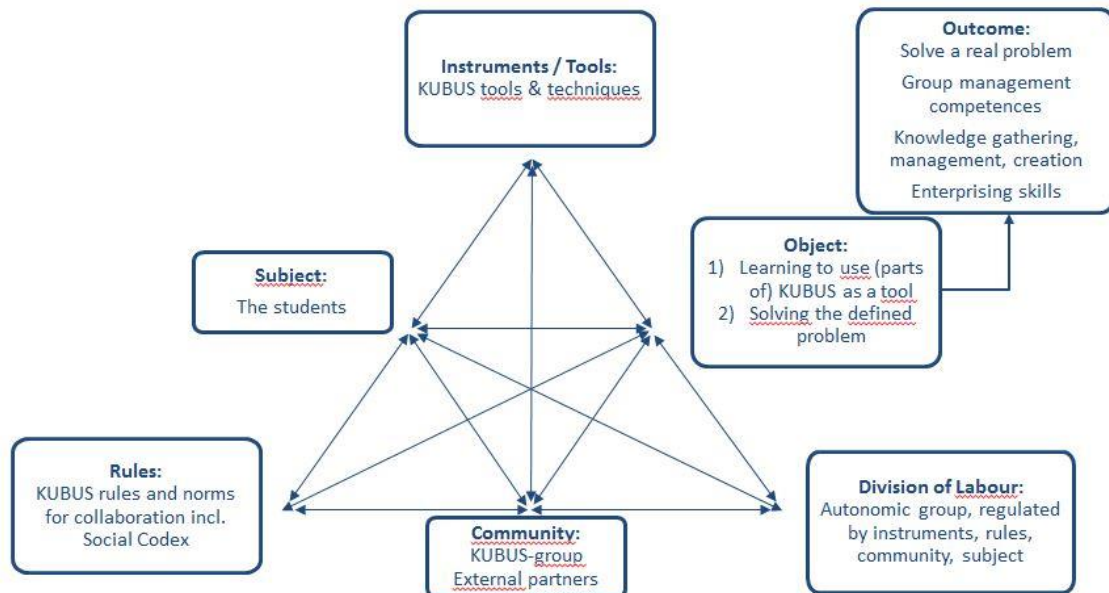 Instruments / Tools:
KUBUS tools & techniques
Outcome:
Solve a real problem
Group management
competences
Knowledge gathering,
management, creation
Enterprising skills
Subject:
The students
Object:
1) Learning to use (parts
of) KUBUS as a tool
2) Solving the defined
problem
Rules:
KUBUS rules and norms
for collaboration incl.
Social Codex
Community:
KUBUS-group
External partners
Division of Labour:
Autonomic group, regulated
by instruments, rules,
community, subject